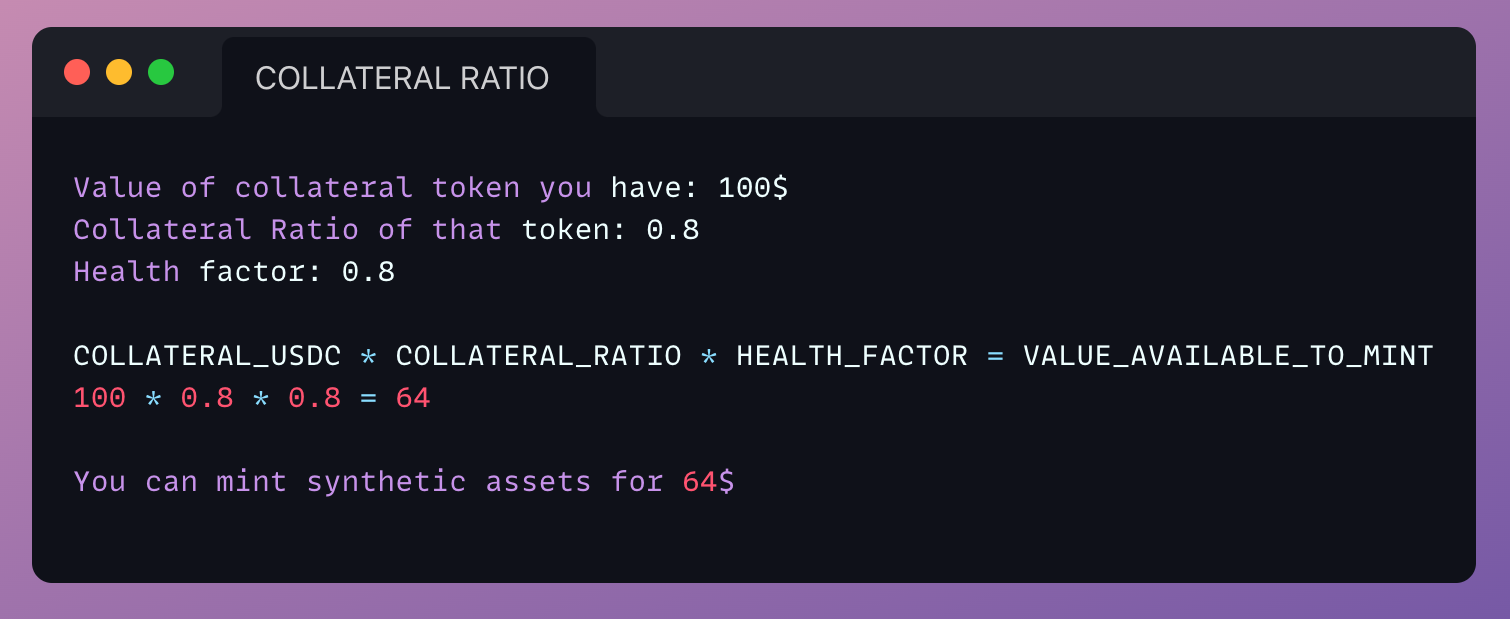 COLLATERAL RATIO
Value of collateral token you have: 100$
Collateral Ratio of that token: 0.8
Health factor: 0.8
COLLATERAL_USDC * COLLATERAL_RATIO * HEALTH_FACTOR = VALUE_AVAILABLE_TO_MINT
100 * 0.8 * 0.8 = 64
You can mint synthetic assets for 64$